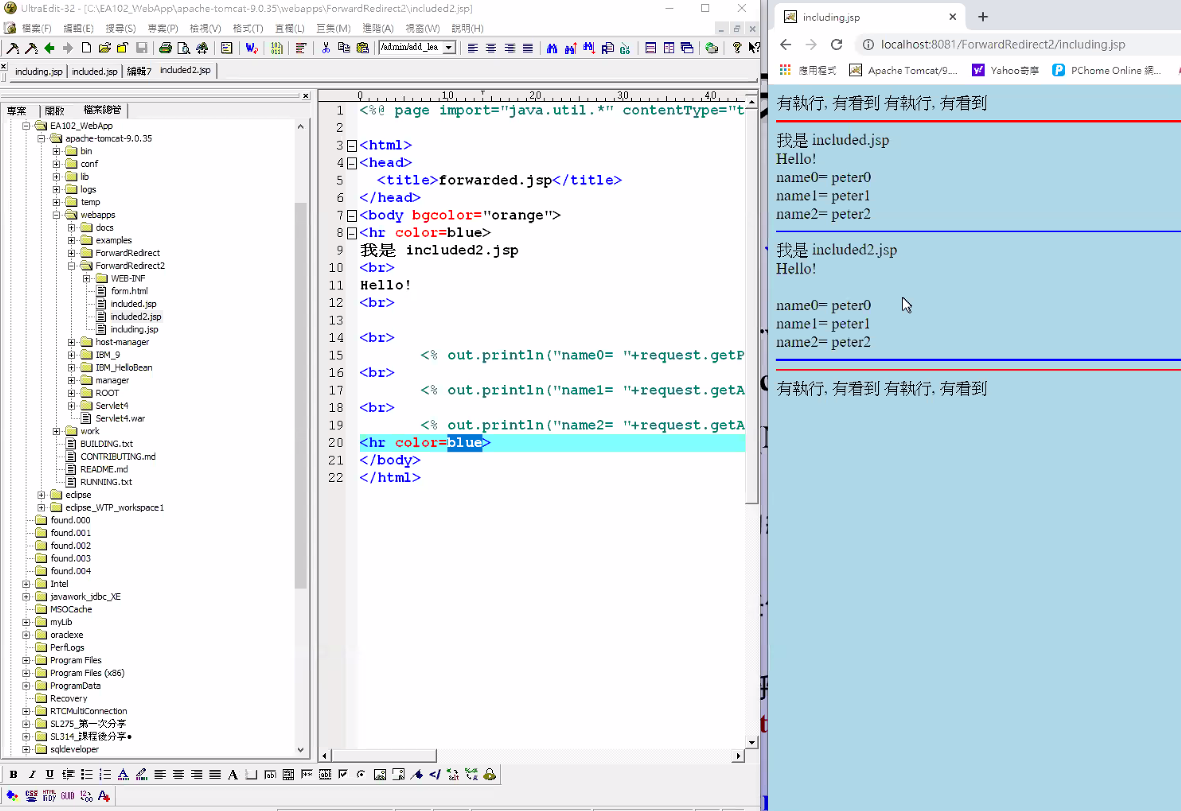 UltraEdit-32 - [C:\EA102_WebApp\apache-tomcat-9.0.35\webapps\ForwardRedirect2\included2.jsp]
檔案(F) 編輯(E) 搜尋(S) 專案(P) 檢視(V) 格式(T) 直欄(L) 巨集(M) 進階(A) 視窗(W) 說明(H)
/admin/add_lea
including.jsp included.jsp 編輯7 included2.jsp
專案 開啟 檔案總管
EA102_WebApp
apache-tomcat-9.0.35
bin
conf
lib
logs
temp
webapps
docs
examples
ForwardRedirect
ForwardRedirect2
WEB-INF
form.html
included.jsp
included2.jsp
including.jsp
host-manager
IBM_9
IBM_HelloBean
manager
ROOT
Servlet4
Servlet4.war
work
BUILDING.txt
CONTRIBUTING.md
README.md
RUNNING.txt
eclipse
eclipse_WTP_workspace1
found.000
found.001
found.002
found.003
found.004
Intel
javawork_jdbc_XE
MSOCache
myLib
oraclexe
PerfLogs
Program Files
Program Files (x86)
ProgramData
Recovery
RTCMultiConnection
SL275_第一次分享
SL314_課程後分享●
sqldeveloper
0 10 20 30 40
1 <%@ page import="java.util.*" contentType="t
2
3 <html>
4 <head>
5 <title>forwarded.jsp</title>
6 </head>
7 <body bgcolor="orange">
8 <hr color=blue>
9 我是 included2.jsp
10 <br>
11 Hello!
12 <br>
13
14 <br>
15 <% out.println("name0= "+request.getP
16 <br>
17 <% out.println("name1= "+request.getA
18 <br>
19 <% out.println("name2= "+request.getA
20 <hr color=blue>
21 </body>
22 </html>
including.jsp
localhost:8081/ForwardRedirect2/including.jsp
應用程式 Apache Tomcat/9.... Yahoo奇摩 PChome Online 網...
有執行, 有看到 有執行, 有看到
我是 included.jsp
Hello!
name0= peter0
name1= peter1
name2= peter2
我是 included2.jsp
Hello!
name0= peter0
name1= peter1
name2= peter2
有執行, 有看到 有執行, 有看到